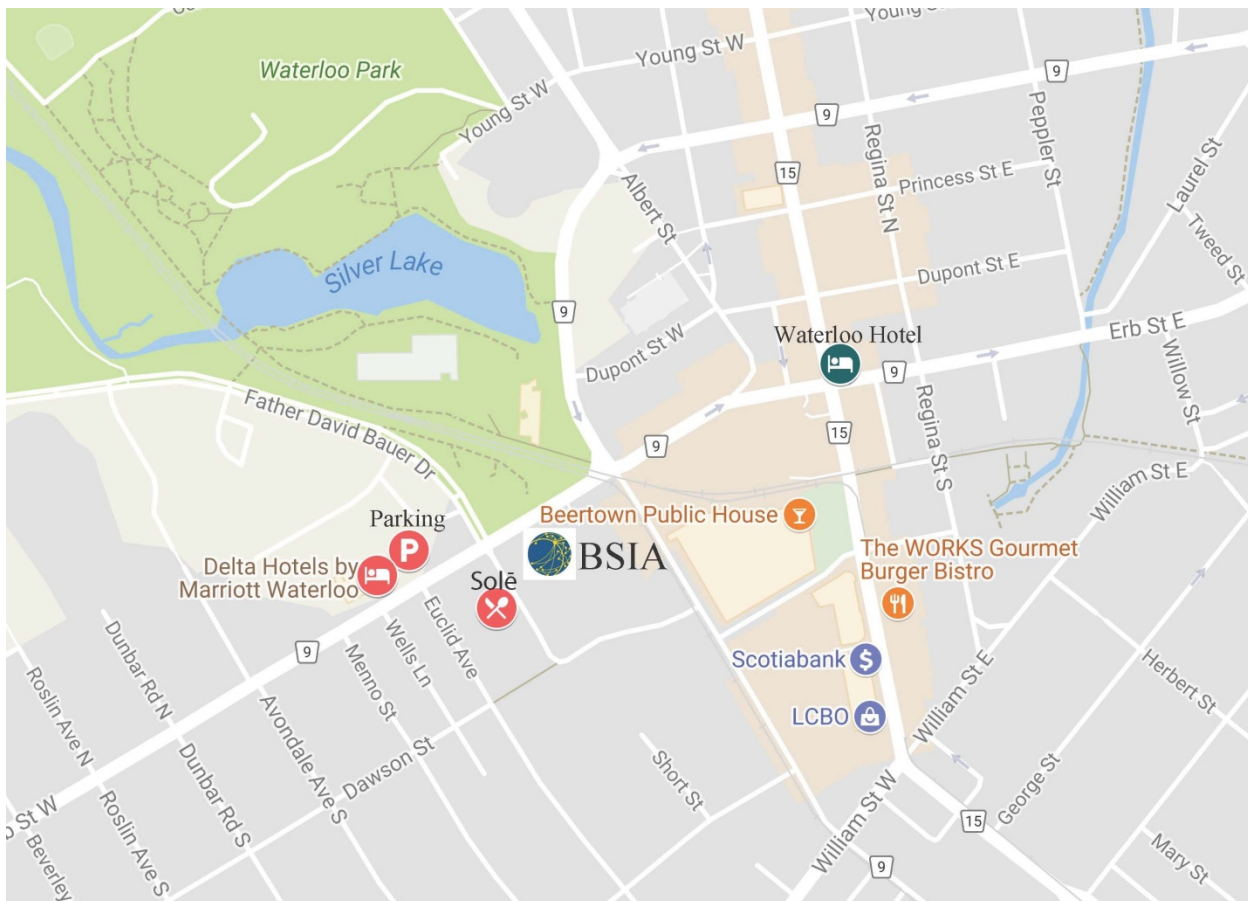 Young St E
Young St W
Waterloo Park
9
Peppler St
Young St W
9
Regina St N
Laurel St
15
Albert St
Princess St E
Tweed St
Silver Lake
Dupont St E
9
Waterloo Hotel
Erb St E
Dupont St W
9
Willow St
Father David Bauer Dr
Regina St S
15
9
William St E
Parking
P
Beertown Public House
Delta Hotels by
Marriott Waterloo
BSIA
The WORKS Gourmet
Burger Bistro
Solē
Euclid Ave
Wells Ln
Menno St
9
Dunbar Rd N
Roslin Ave N
Avondale Ave S
Scotiabank
$
William St E
Herbert St
LCBO
Dawson St
Dunbar Rd S
Short St
George St
William St W
15
St W
Roslin Ave S
Beverley
9
Mary St